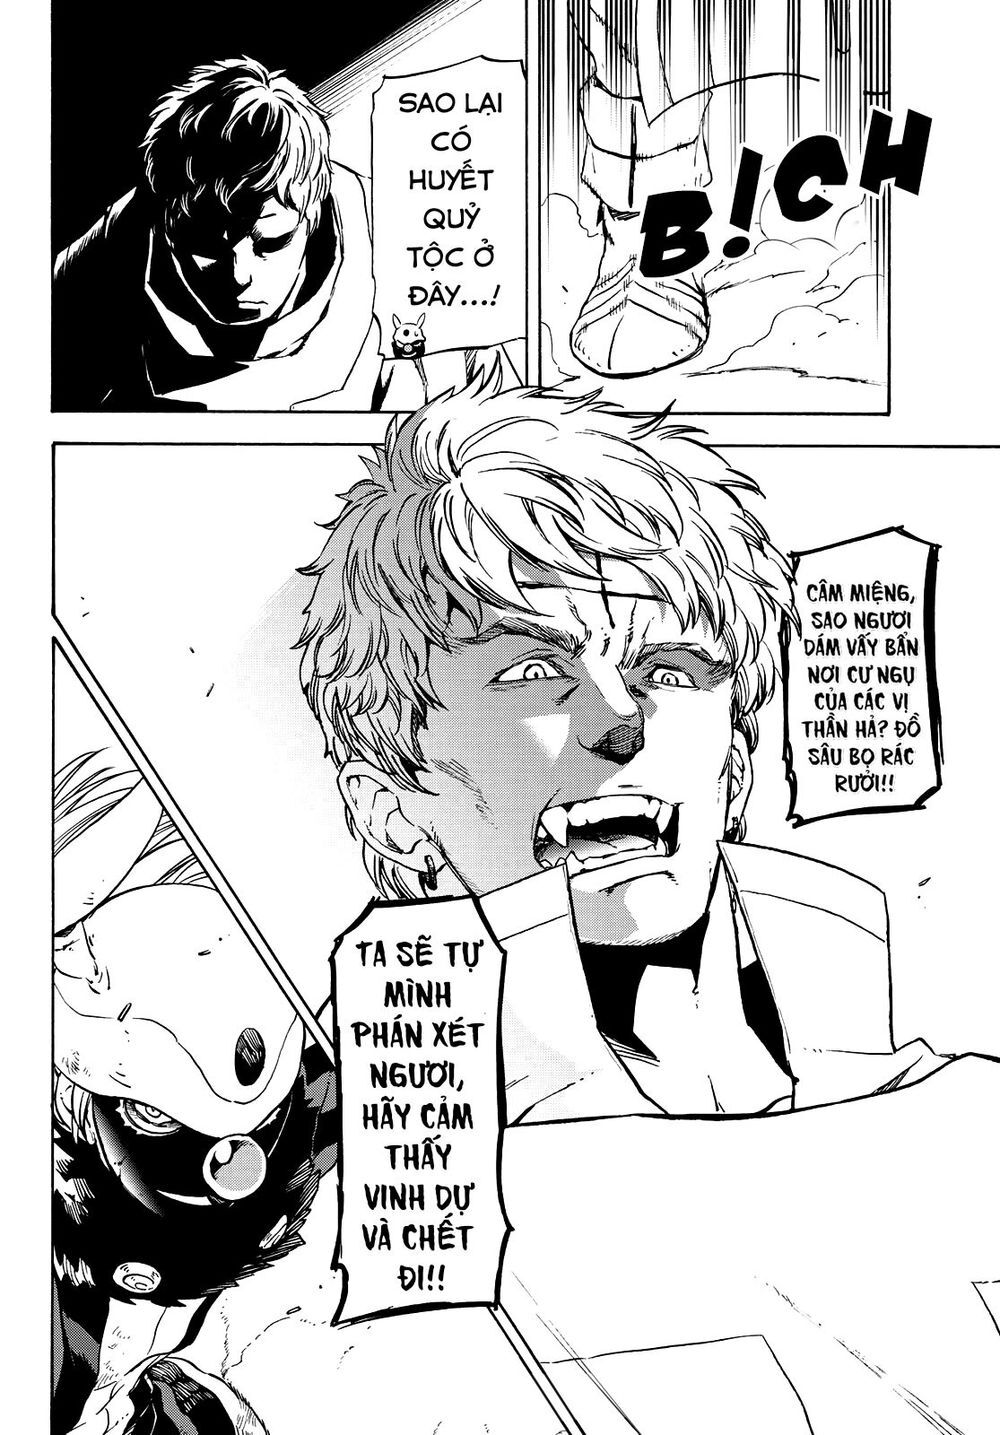 SAO LẠI
CÓ
HUYẾT
QUỶ
TỘC Ở
ĐÂY...!
BỊCH
CÂM MIỆNG,
SAO NGƯƠI
DÁM VẤY BẨN
NƠI CƯ NGỤ
CỦA CÁC VỊ
THẦN HẢ? ĐỒ
SÂU BỌ RÁC
RƯỞI!!
TA SẼ TỰ
MÌNH
PHÁN XÉT
NGƯƠI,
HÃY CẢM
THẤY
VINH DỰ
VÀ CHẾT
ĐI!!